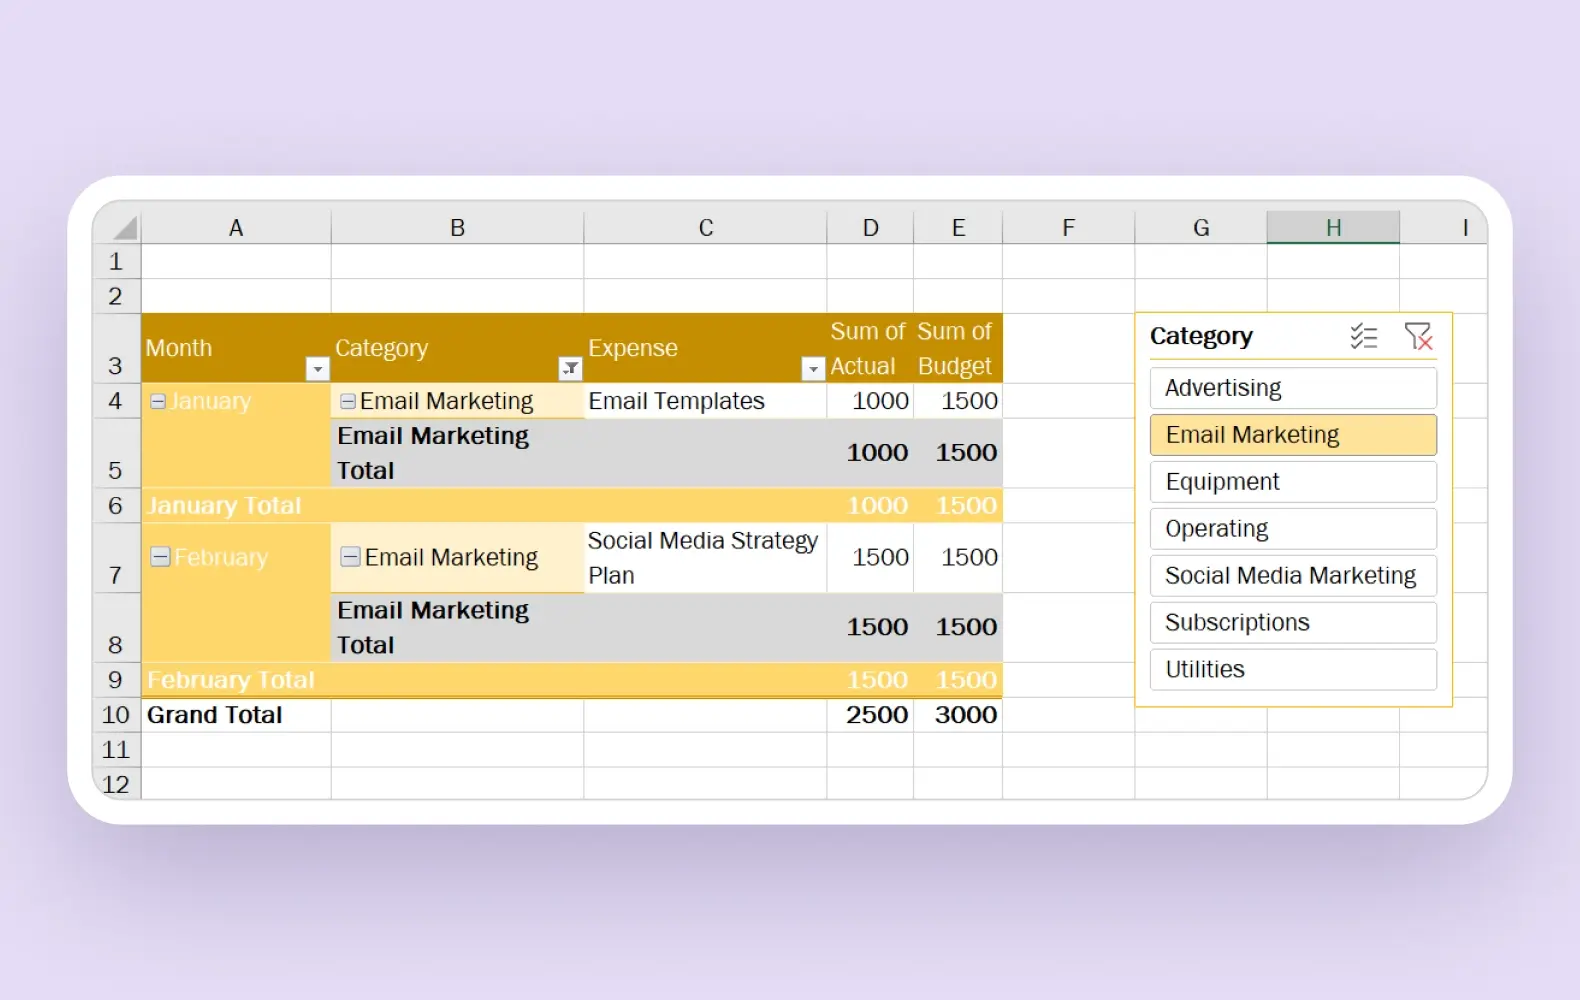 A B C D E F G H I
1
2
3 Month Category Expense Sum of Actual Sum of Budget
4 January Email Marketing Email Templates 1000 1500
5 Email Marketing Total 1000 1500
6 January Total 1000 1500
7 February Email Marketing Social Media Strategy Plan 1500 1500
8 Email Marketing Total 1500 1500
9 February Total 1500 1500
10 Grand Total 2500 3000
11
12
Category
Advertising
Email Marketing
Equipment
Operating
Social Media Marketing
Subscriptions
Utilities